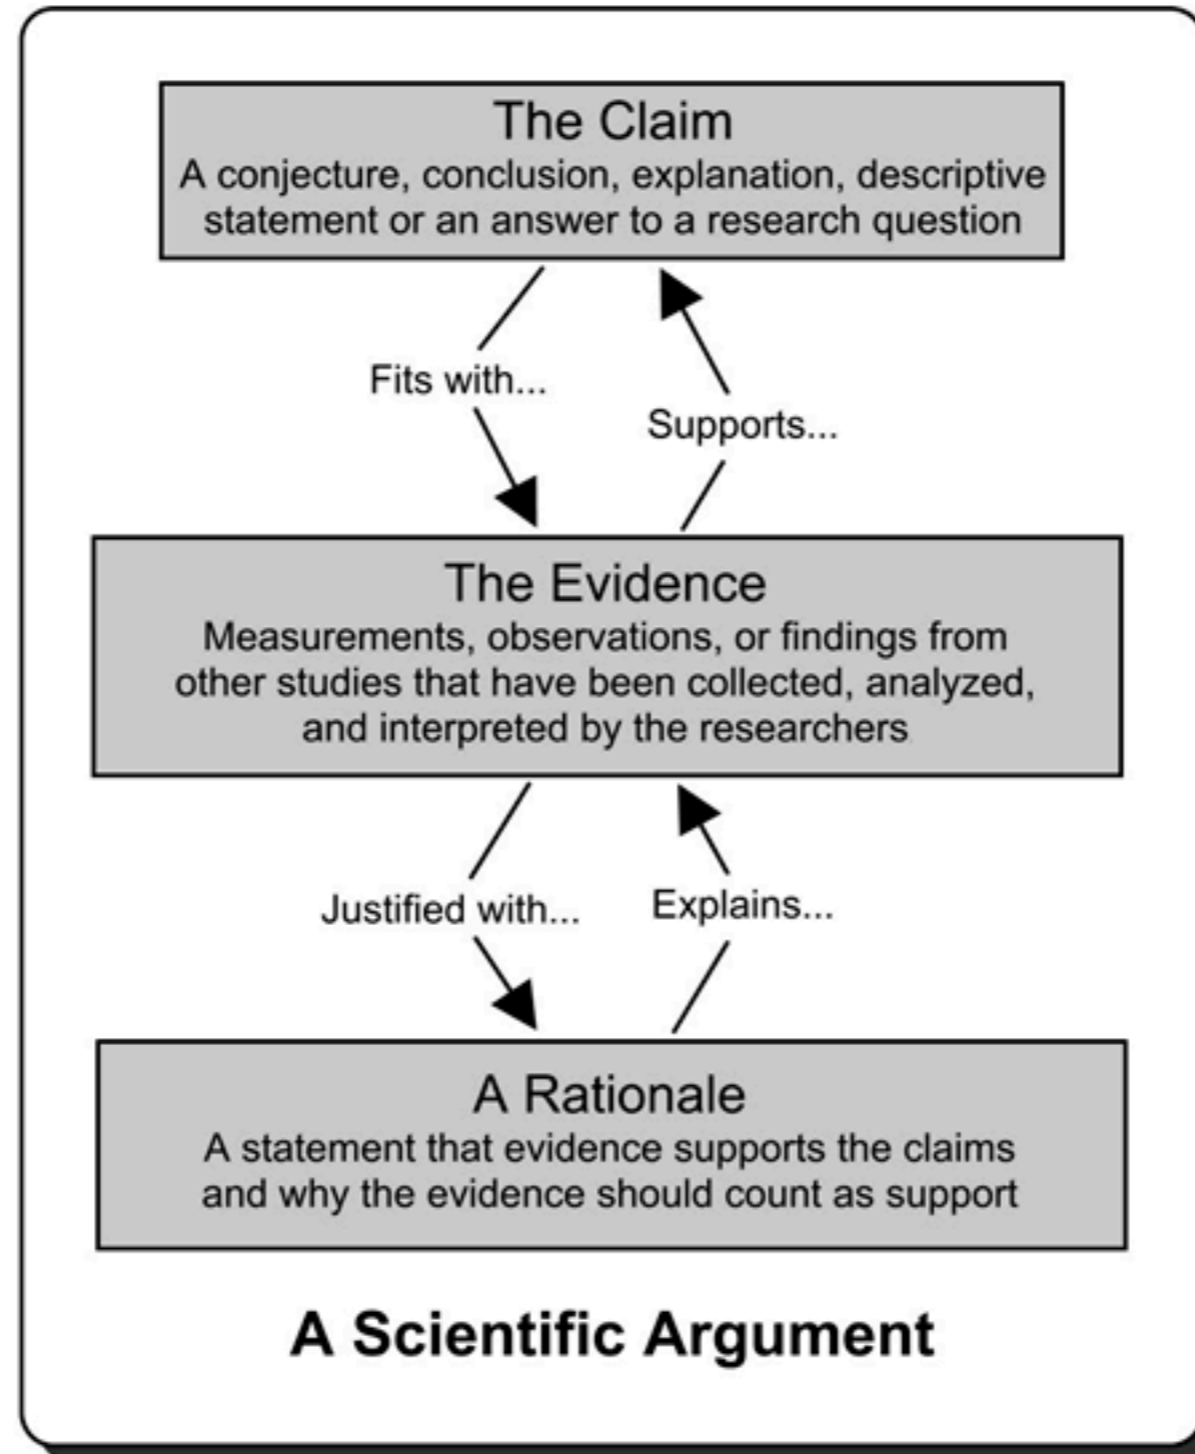 The Claim
A conjecture, conclusion, explanation, descriptive
statement or an answer to a research question
Fits with...
Supports...
The Evidence
Measurements, observations, or findings from
other studies that have been collected, analyzed,
and interpreted by the researchers
Justified with...
Explains...
A Rationale
A statement that evidence supports the claims
and why the evidence should count as support
A Scientific Argument